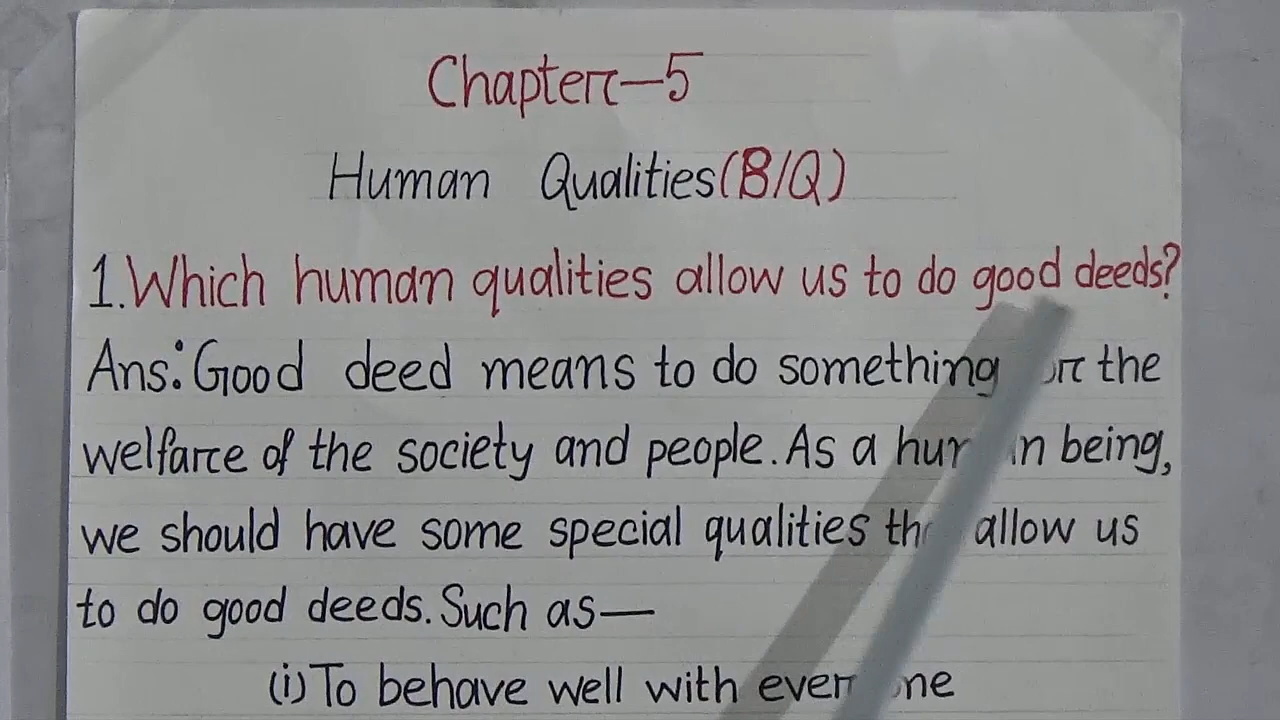 Chapter-5
Human Qualities(B/Q)
1.Which human qualities allow us to do good deeds?
Ans:Good deed means to do something the
welfare of the society and people.As a being,
we should have some special qualities allow us
to do good deeds.Such as—
(i)To behave well with